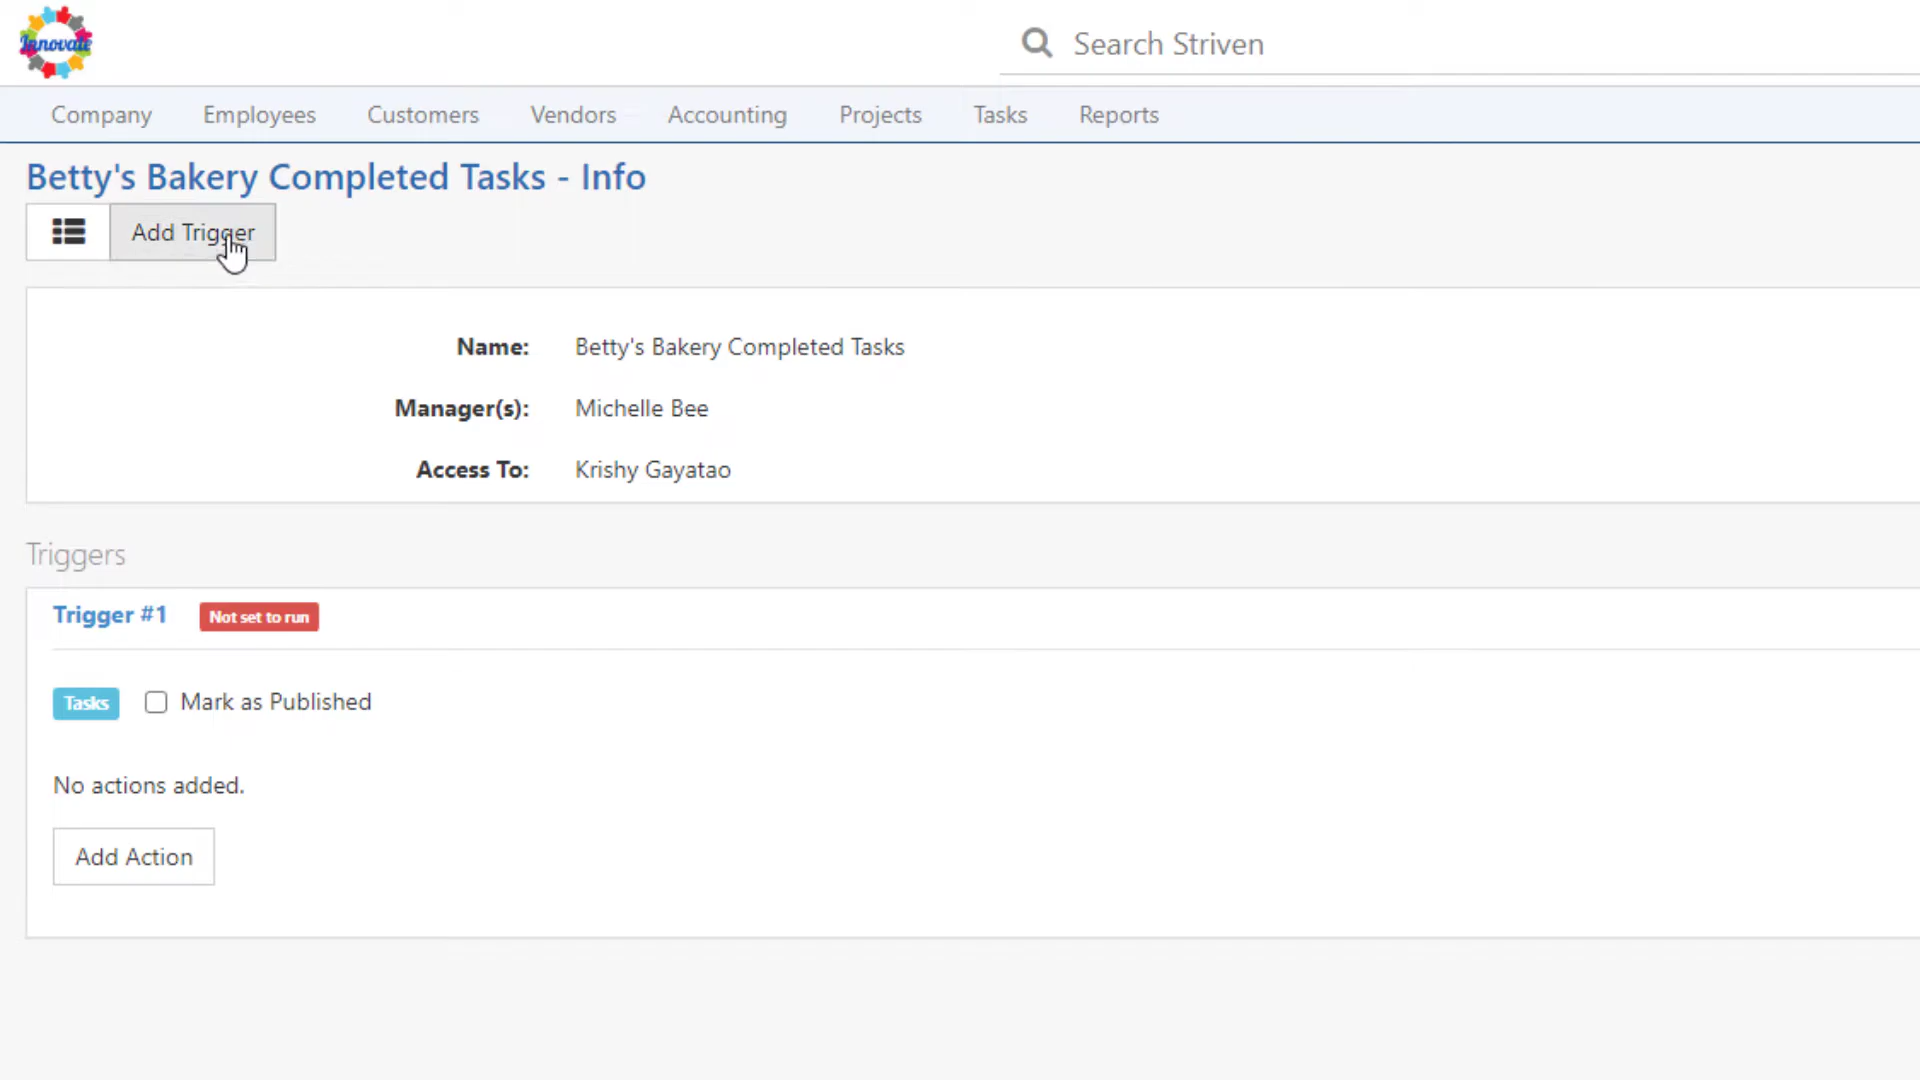 Innovate
Search Striven
Company Employees Customers Vendors Accounting Projects Tasks Reports
Betty's Bakery Completed Tasks - Info
Add Trigger
Name: Betty's Bakery Completed Tasks
Manager(s): Michelle Bee
Access To: Krishy Gayatao
Triggers
Trigger #1 Not set to run
Tasks Mark as Published
No actions added.
Add Action